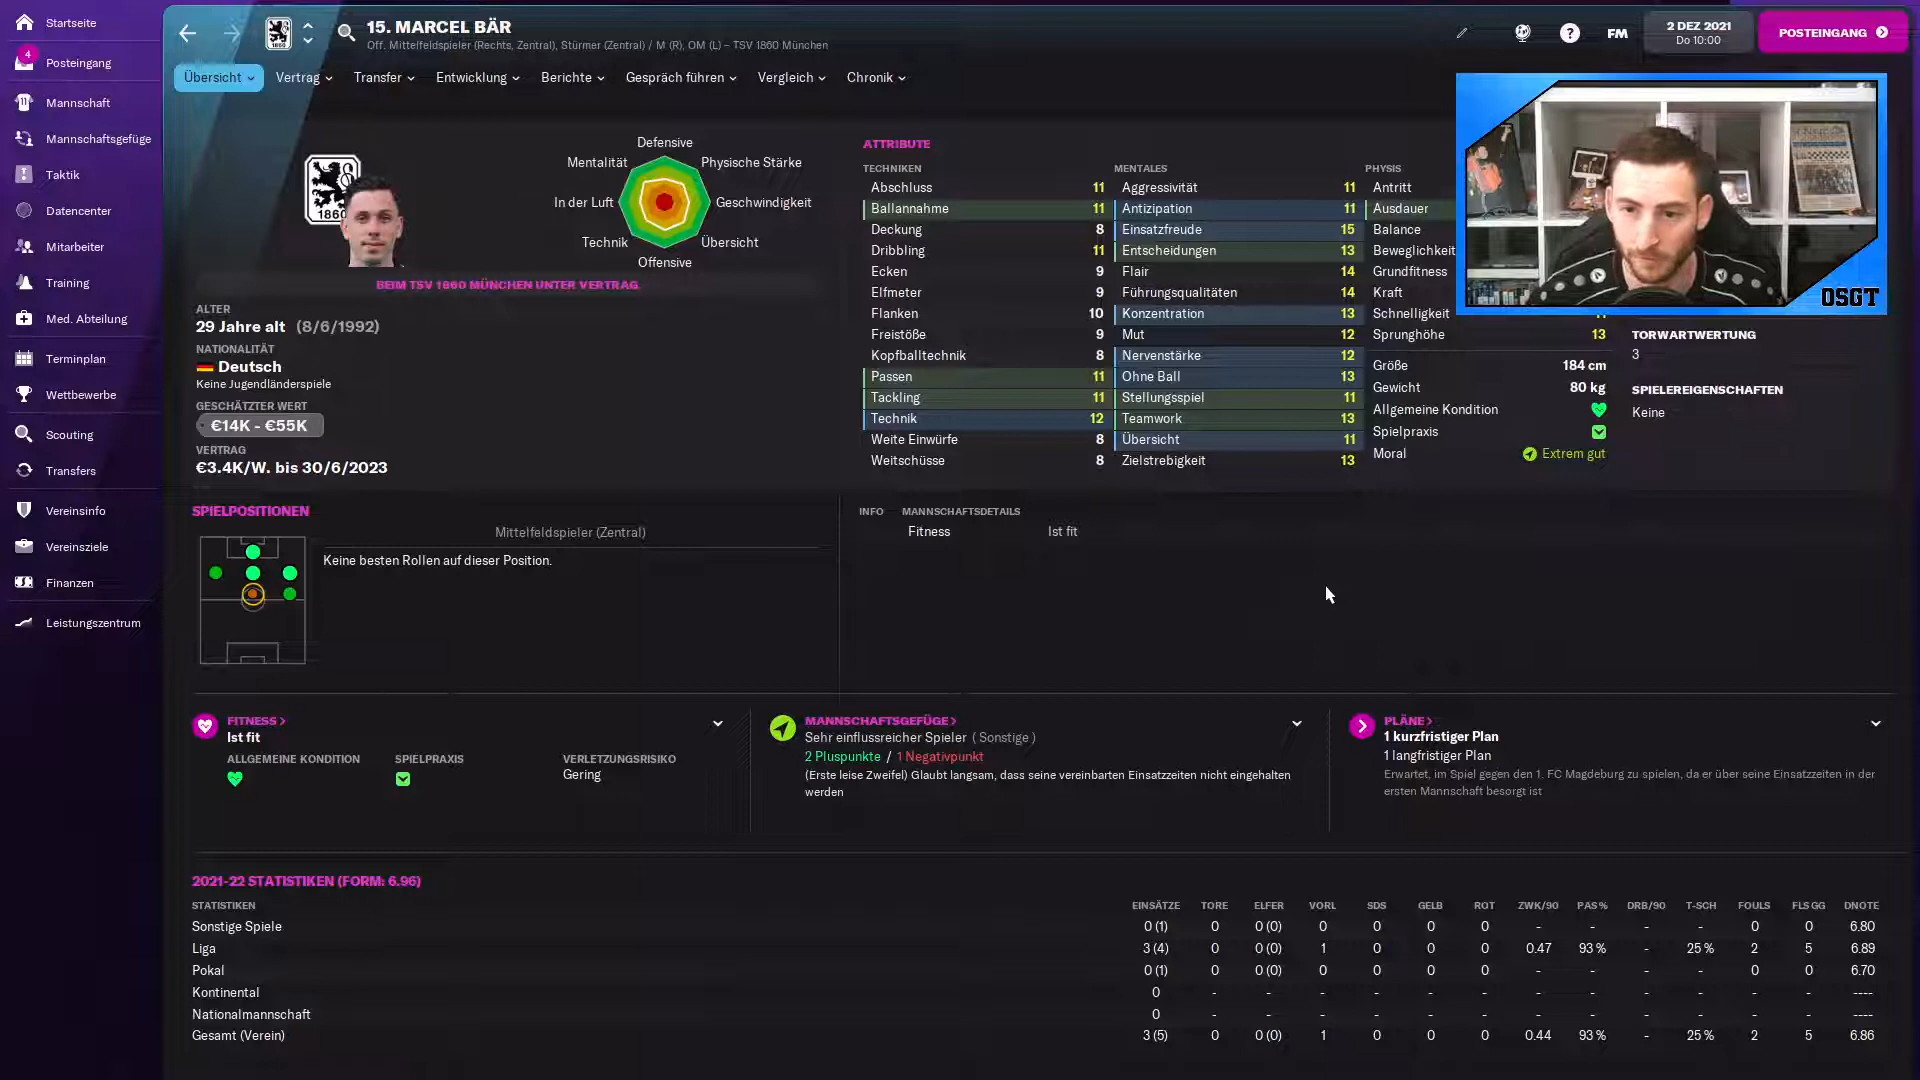 Startseite
4
Posteingang
Mannschaft
Mannschaftsgefüge
Taktik
Datencenter
Mitarbeiter
Training
Med. Abteilung
Terminplan
Wettbewerbe
Scouting
Transfers
Vereinsinfo
Vereinsziele
Finanzen
Leistungszentrum
15. MARCEL BÄR
Off. Mittelfeldspieler (Rechts, Zentral), Stürmer (Zentral) / M (R), OM (L) – TSV 1860 München
FM
2 DEZ 2021
Do 10:00
POSTEINGANG
Übersicht Vertrag Transfer Entwicklung Berichte Gespräch führen Vergleich Chronik
1860
Defensive
Mentalität Physische Stärke
In der Luft Geschwindigkeit
Technik Übersicht
Offensive
BEIM TSV 1860 MÜNCHEN UNTER VERTRAG
ALTER
29 Jahre alt (8/6/1992)
NATIONALITÄT
Deutsch
Keine Jugendländerspiele
GESCHÄTZTER WERT
€14K - €55K
VERTRAG
€3.4K/W. bis 30/6/2023
ATTRIBUTE
TECHNIKEN
Abschluss 11
Ballannahme 11
Deckung 8
Dribbling 11
Ecken 9
Elfmeter 9
Flanken 10
Freistöße 9
Kopfballtechnik 8
Passen 11
Tackling 11
Technik 12
Weite Einwürfe 8
Weitschüsse 8
MENTALES
Aggressivität 11
Antizipation 11
Einsatzfreude 15
Entscheidungen 13
Flair 14
Führungsqualitäten 14
Konzentration 13
Mut 12
Nervenstärke 12
Ohne Ball 13
Stellungsspiel 11
Teamwork 13
Übersicht 11
Zielstrebigkeit 13
PHYSIS
Antritt
Ausdauer
Balance
Beweglichkeit
Grundfitness
Kraft
Schnelligkeit
Sprunghöhe 13
Größe 184 cm
Gewicht 80 kg
Allgemeine Kondition
Spielpraxis
Moral Extrem gut
OSGT
TORWARTWERTUNG
3
SPIELEREIGENSCHAFTEN
Keine
SPIELPOSITIONEN
Mittelfeldspieler (Zentral)
Keine besten Rollen auf dieser Position.
INFO MANNSCHAFTSDETAILS
Fitness Ist fit
FITNESS >
Ist fit
ALLGEMEINE KONDITION SPIELPRAXIS VERLETZUNGSRISIKO
Gering
MANNSCHAFTSGEFÜGE >
Sehr einflussreicher Spieler ( Sonstige )
2 Pluspunkte / 1 Negativpunkt
(Erste leise Zweifel) Glaubt langsam, dass seine vereinbarten Einsatzzeiten nicht eingehalten
werden
PLÄNE >
1 kurzfristiger Plan
1 langfristiger Plan
Erwartet, im Spiel gegen den 1. FC Magdeburg zu spielen, da er über seine Einsatzzeiten in der
ersten Mannschaft besorgt ist
2021-22 STATISTIKEN (FORM: 6.96)
STATISTIKEN EINSÄTZE TORE ELFER VORL SDS GELB ROT ZWK/90 PAS % DRB/90 T-SCH FOULS FLS GG DNOTE
Sonstige Spiele 0 (1) 0 0 (0) 0 0 0 0 - - - - 0 0 6.80
Liga 3 (4) 0 0 (0) 1 0 0 0 0.47 93 % - 25 % 2 5 6.89
Pokal 0 (1) 0 0 (0) 0 0 0 0 - - - - 0 0 6.70
Kontinental 0 - - - - - - - - - - - - ----
Nationalmannschaft 0 - - - - - - - - - - - - ----
Gesamt (Verein) 3 (5) 0 0 (0) 1 0 0 0 0.44 93 % - 25 % 2 5 6.86